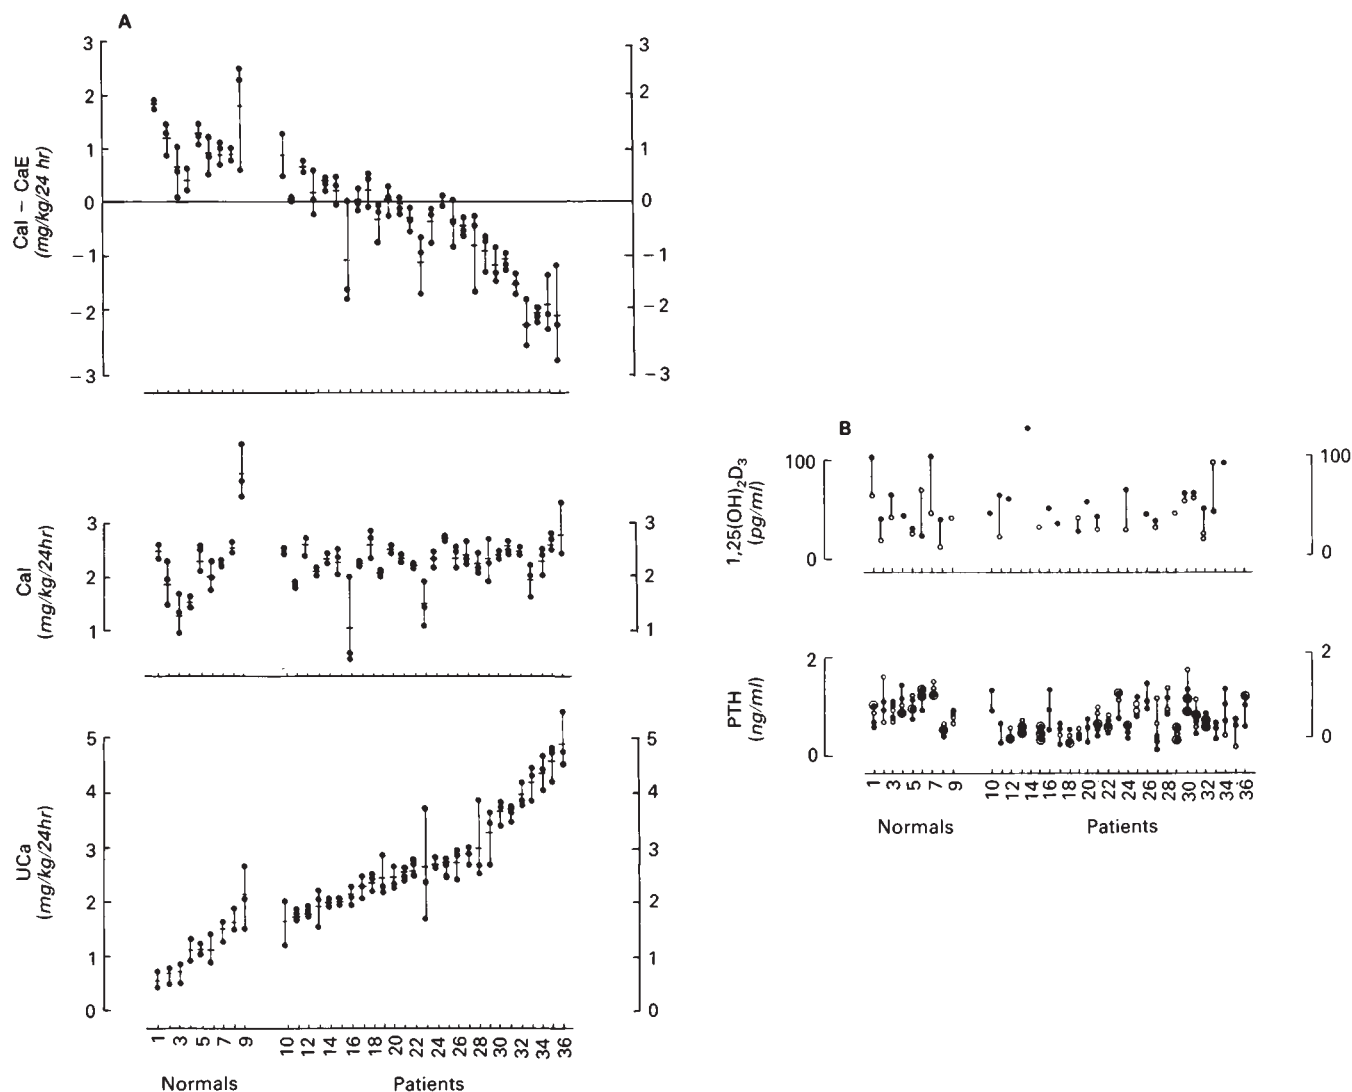 A
3
2
1
0
−1
−2
−3
CaI − CaE
(mg/kg/24 hr)
3
2
1
0
−1
−2
−3
3
2
1
CaI
(mg/kg/24hr)
3
2
1
5
4
3
2
1
0
UCa
(mg/kg/24hr)
5
4
3
2
1
0
1 3 5 7 9 10 12 14 16 18 20 22 24 26 28 30 32 34 36
Normals Patients
B
100
0
1,25(OH)₂D₃
(pg/ml)
100
0
2
1
0
PTH
(ng/ml)
2
0
1 3 5 7 9 10 12 14 16 18 20 22 24 26 28 30 32 34 36
Normals Patients